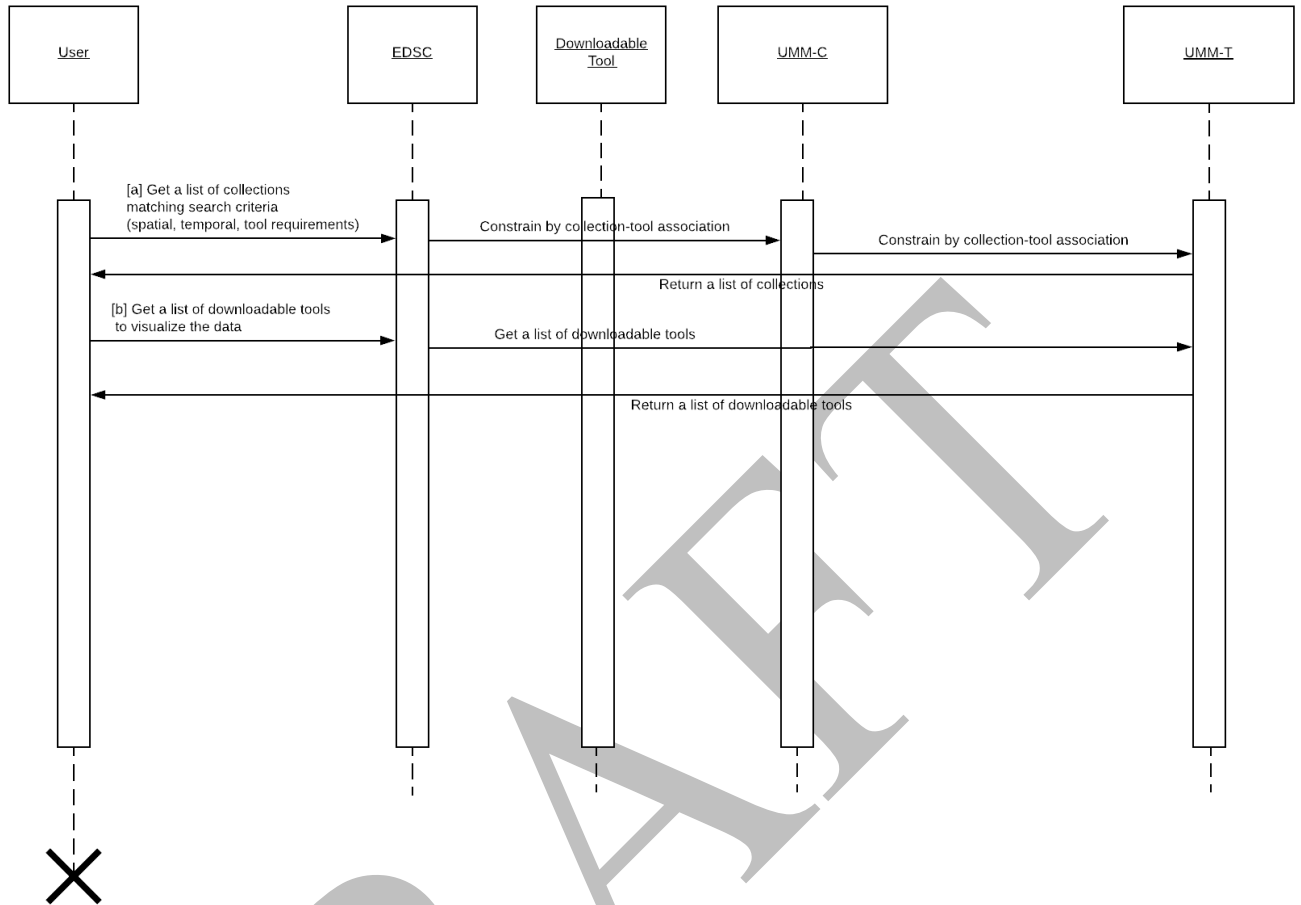 User
EDSC
Downloadable
Tool
UMM-C
UMM-T
[a] Get a list of collections
matching search criteria
(spatial, temporal, tool requirements)
Constrain by collection-tool association
Constrain by collection-tool association
Return a list of collections
[b] Get a list of downloadable tools
to visualize the data
Get a list of downloadable tools
Return a list of downloadable tools
RAFT